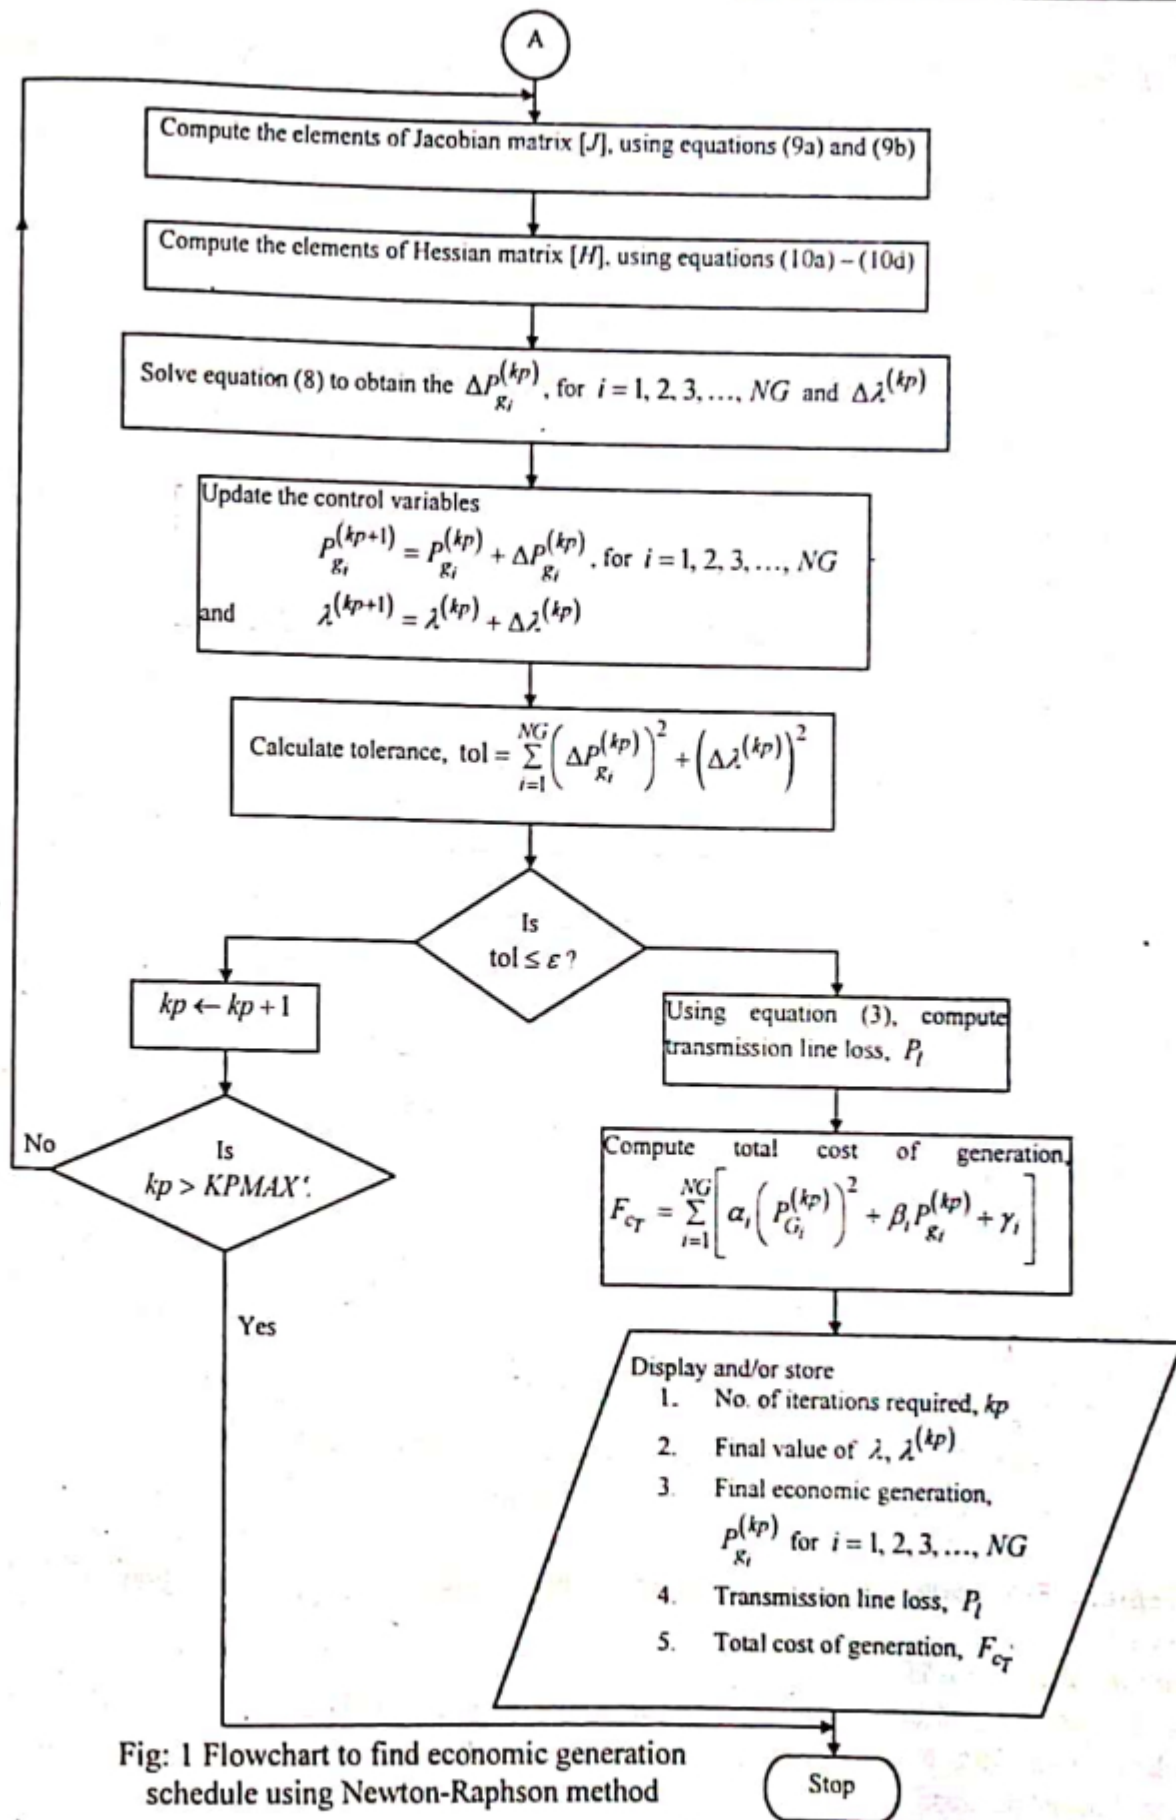 A
Compute the elements of Jacobian matrix [J], using equations (9a) and (9b)
Compute the elements of Hessian matrix [H], using equations (10a) – (10d)
Solve equation (8) to obtain the ΔP_{g_i}^{(kp)}, for i = 1, 2, 3, ..., NG and Δλ^{(kp)}
Update the control variables
P_{g_i}^{(kp+1)} = P_{g_i}^{(kp)} + ΔP_{g_i}^{(kp)}, for i = 1, 2, 3, ..., NG
and λ^{(kp+1)} = λ^{(kp)} + Δλ^{(kp)}
Calculate tolerance, tol = \sum_{i=1}^{NG} (ΔP_{g_i}^{(kp)})^2 + (Δλ^{(kp)})^2
Is
tol ≤ ε ?
kp ← kp + 1
Using equation (3), compute
transmission line loss, P_l
No
Is
kp > KPMAX?
Compute total cost of generation,
F_{c_T} = \sum_{i=1}^{NG} [α_i (P_{G_i}^{(kp)})^2 + β_i P_{g_i}^{(kp)} + γ_i]
Yes
Display and/or store
1. No. of iterations required, kp
2. Final value of λ, λ^{(kp)}
3. Final economic generation,
P_{g_i}^{(kp)} for i = 1, 2, 3, ..., NG
4. Transmission line loss, P_l
5. Total cost of generation, F_{c_T}
Fig: 1 Flowchart to find economic generation
schedule using Newton-Raphson method
Stop